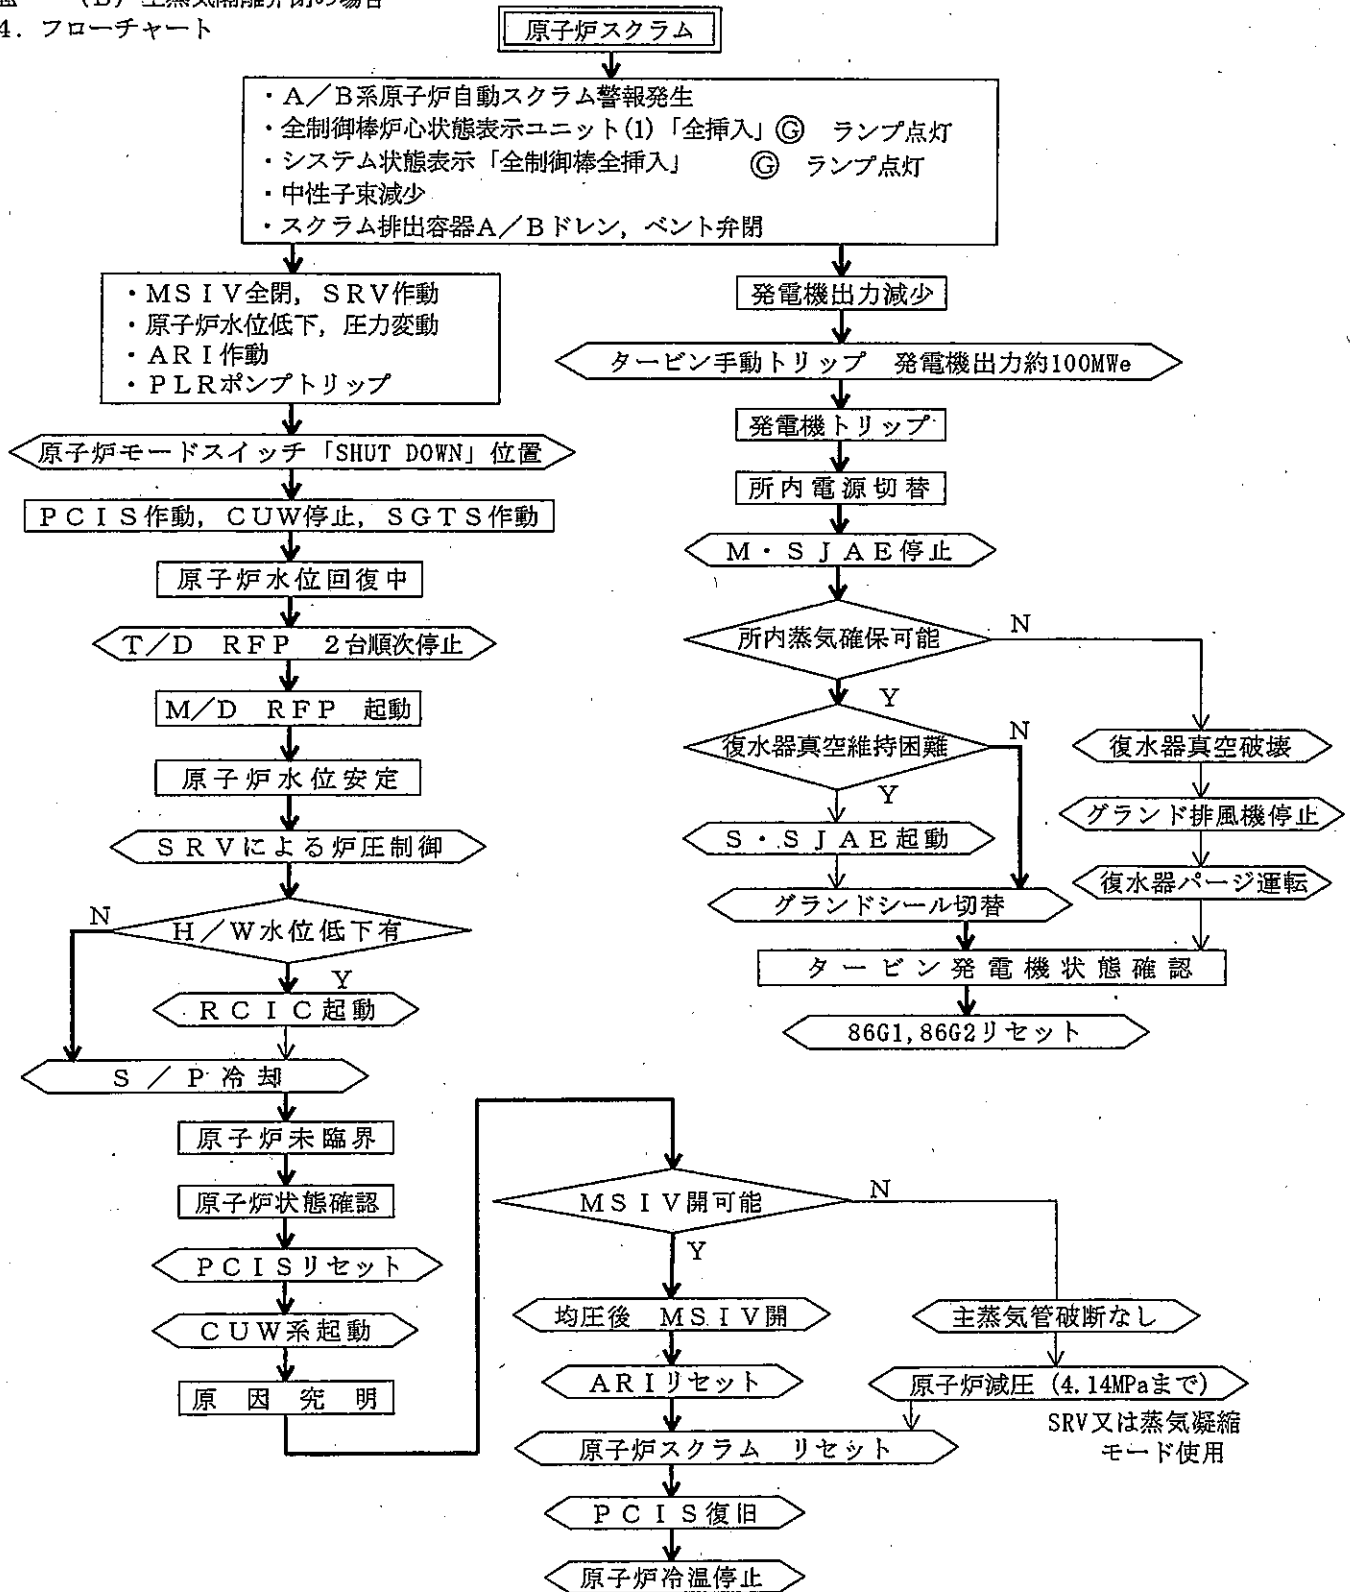 (B) 主蒸気隔離弁閉の場合
4. フローチャート
原子炉スクラム
・A／B系原子炉自動スクラム警報発生
・全制御棒炉心状態表示ユニット(1)「全挿入」Ⓖ ランプ点灯
・システム状態表示「全制御棒全挿入」 Ⓖ ランプ点灯
・中性子束減少
・スクラム排出容器A／Bドレン，ベント弁閉
・MSIV全閉，SRV作動
・原子炉水位低下，圧力変動
・ARI作動
・PLRポンプトリップ
原子炉モードスイッチ「SHUT DOWN」位置
PCIS作動，CUW停止，SGTS作動
原子炉水位回復中
T／D RFP 2台順次停止
M／D RFP 起動
原子炉水位安定
SRVによる炉圧制御
N
H／W水位低下有
Y
RCIC起動
S／P冷却
原子炉未臨界
原子炉状態確認
PCISリセット
CUW系起動
原因究明
発電機出力減少
タービン手動トリップ 発電機出力約100MWe
発電機トリップ
所内電源切替
M・SJAE停止
所内蒸気確保可能
N
Y
復水器真空維持困難
N
Y
S・SJAE起動
グランドシール切替
復水器真空破壊
グランド排風機停止
復水器パージ運転
タービン発電機状態確認
86G1,86G2リセット
MSIV開可能
N
Y
均圧後 MSIV開
ARIリセット
主蒸気管破断なし
原子炉減圧 (4.14MPaまで)
SRV又は蒸気凝縮
モード使用
原子炉スクラム リセット
PCIS復旧
原子炉冷温停止